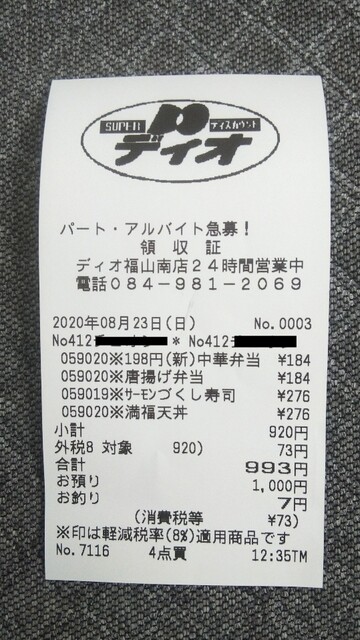 SUPER ディスカウント
ディオ
パート・アルバイト急募!
領収証
ディオ福山南店24時間営業中
電話084-981-2069
2020年08月23日(日) No.0003
No412 * No412
059020※198円(新)中華弁当 ¥184
059020※唐揚げ弁当 ¥184
059019※サーモンづくし寿司 ¥276
059020※満福天丼 ¥276
小計 920円
外税8 対象 920) 73円
合計 993円
お預り 1,000円
お釣り 7円
(消費税等 ¥73)
※印は軽減税率(8%)適用商品です
No.7116 4点買 12:35TM